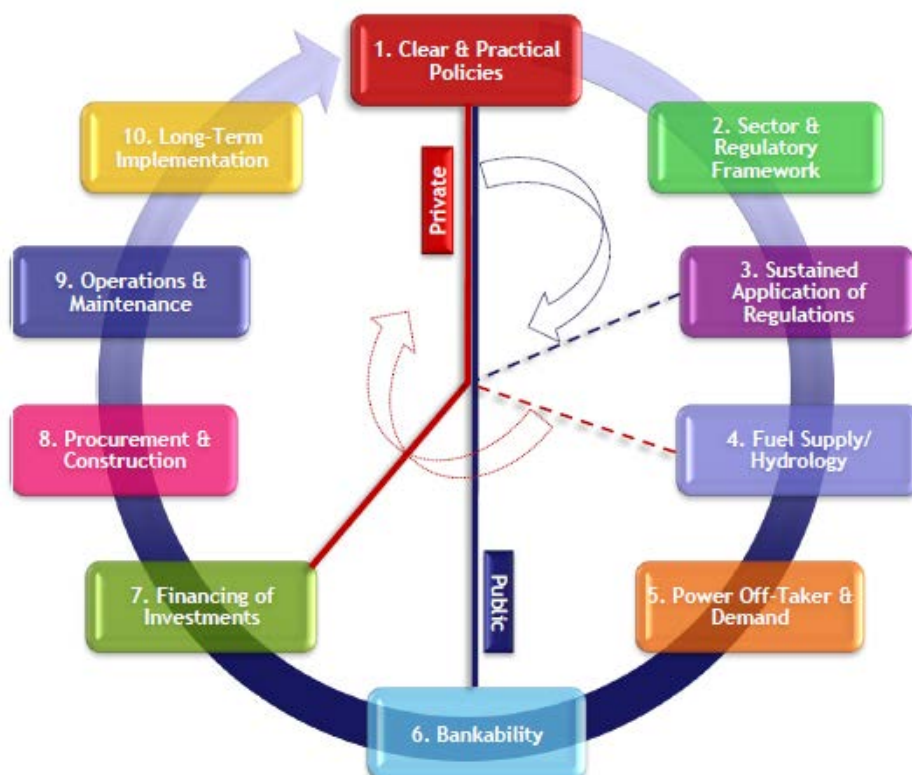 1. Clear & Practical
Policies
2. Sector &
Regulatory
Framework
3. Sustained
Application of
Regulations
4. Fuel Supply/
Hydrology
5. Power Off-Taker &
Demand
6. Bankability
7. Financing of
Investments
8. Procurement &
Construction
9. Operations &
Maintenance
10. Long-Term
Implementation
Private
Public